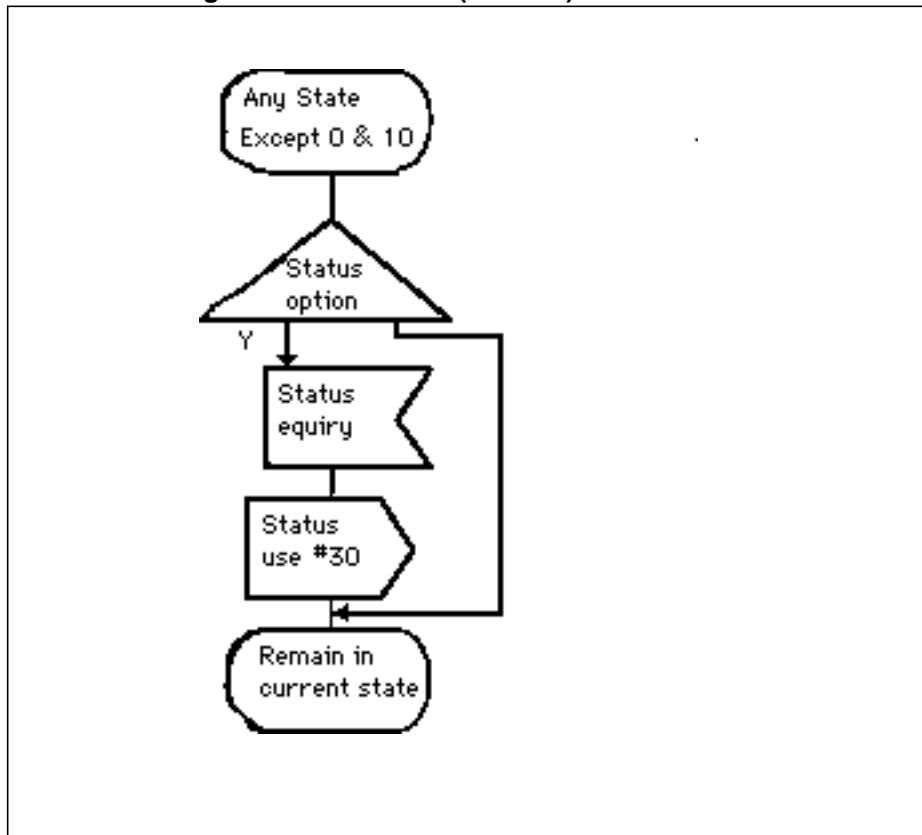 Any State
Except 0 & 10
Status
option
Y
Status
equiry
Status
use #30
Remain in
current state